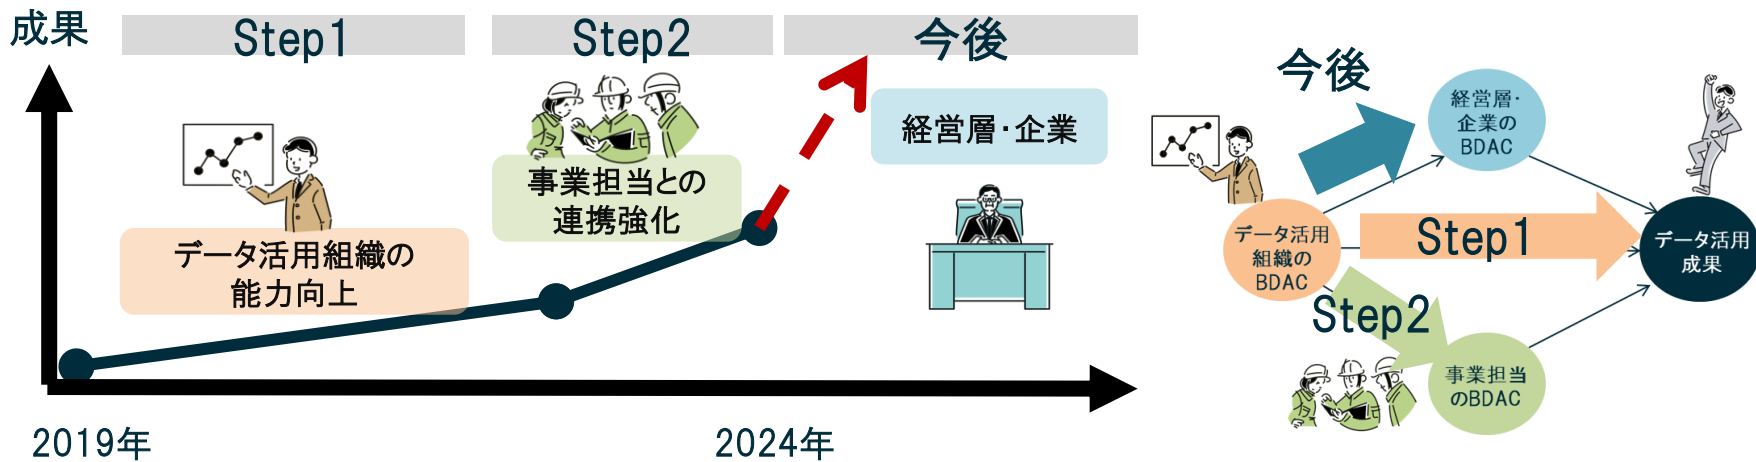 成果
Step1
Step2
今後
データ活用組織の
能力向上
事業担当との
連携強化
経営層・企業
2019年
2024年
今後
経営層・
企業の
BDAC
データ活用
組織の
BDAC
Step1
データ活用
成果
Step2
事業担当
のBDAC